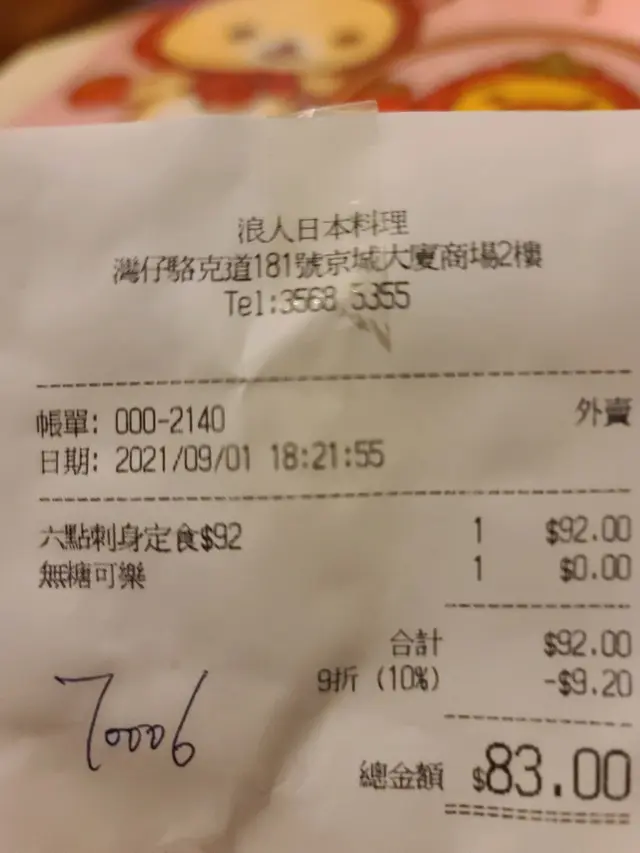 浪人日本料理
灣仔駱克道181號京城大廈商場2樓
Tel:3568 5355
帳單: 000-2140 外賣
日期: 2021/09/01 18:21:55
六點刺身定食$92 1 $92.00
無糖可樂 1 $0.00
合計 $92.00
9折 (10%) -$9.20
總金額 $83.00
7006